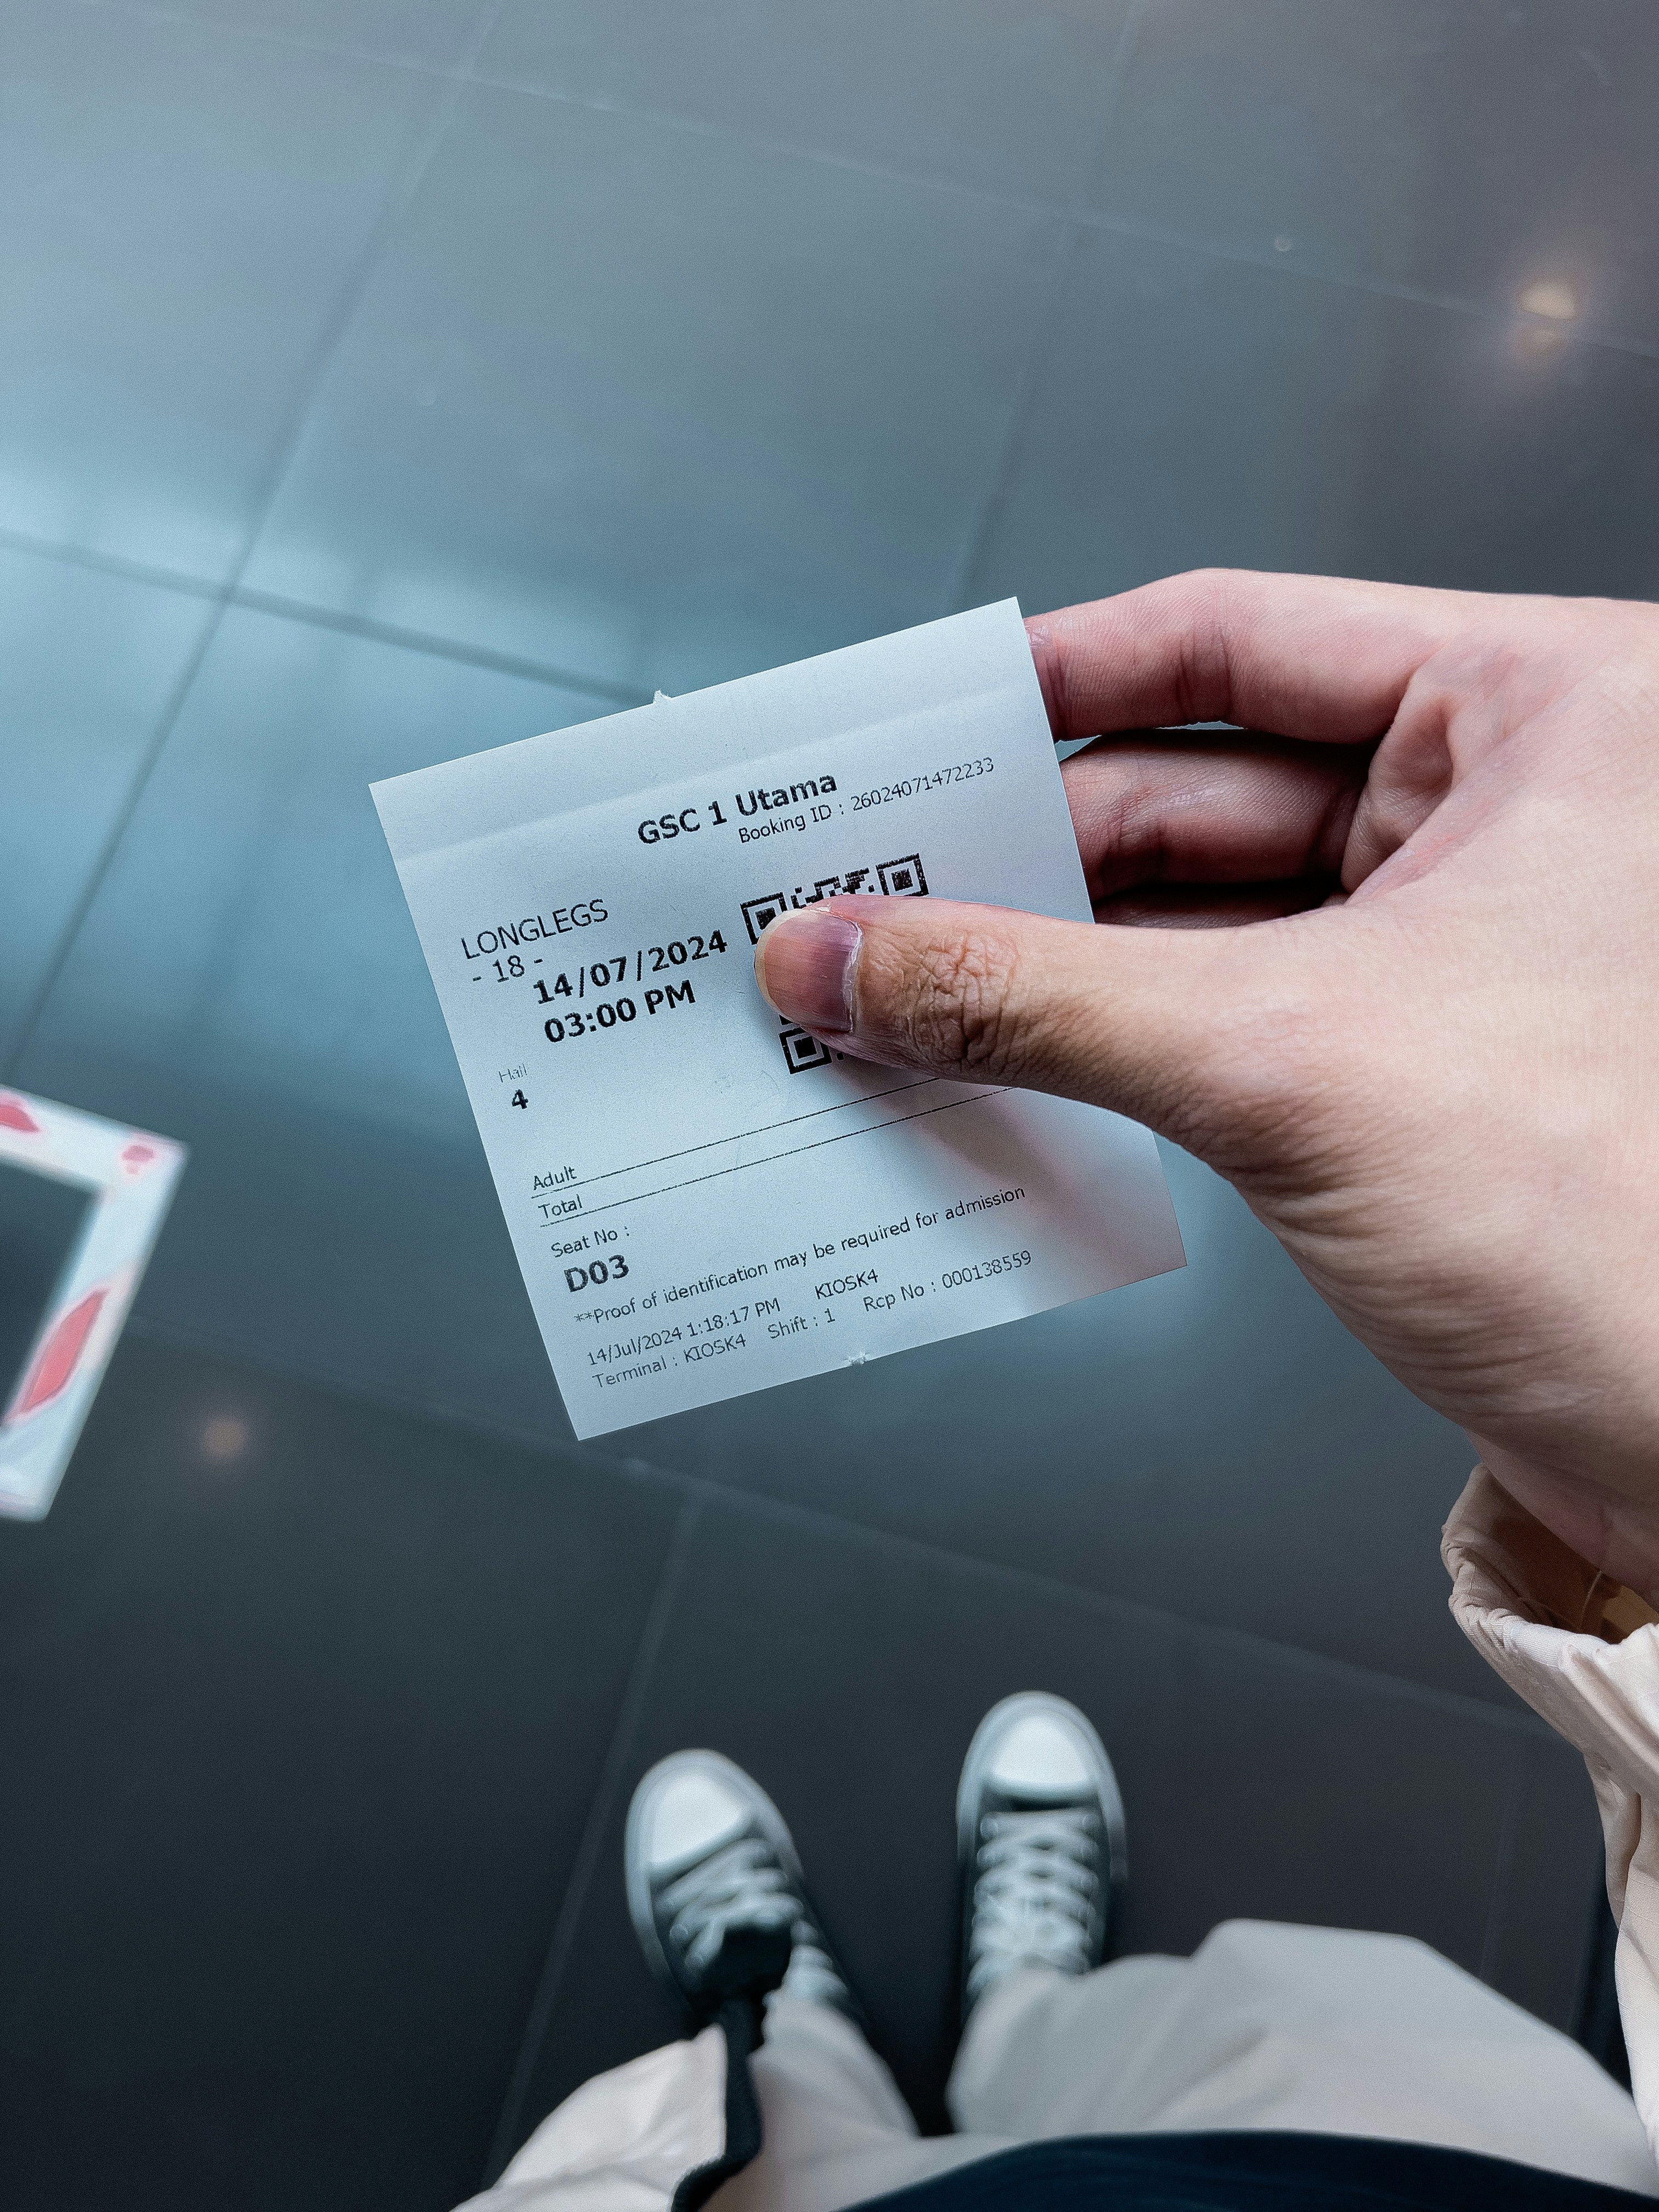 GSC 1 Utama
Booking ID : 26024071472233
LONGLEGS
- 18 -
14/07/2024
03:00 PM
Hall
4
Adult
Total
Seat No :
D03
**Proof of identification may be required for admission
14/Jul/2024 1:18:17 PM KIOSK4
Terminal : KIOSK4 Shift : 1 Rcp No : 000138559